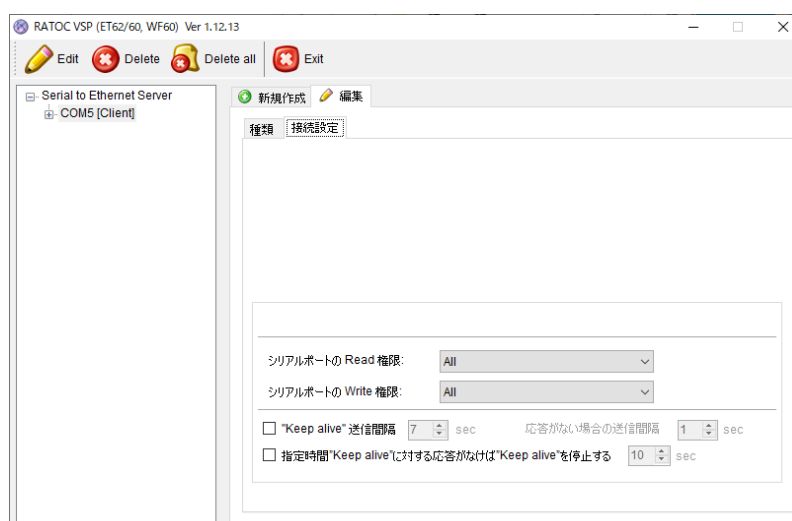 RATOC VSP (ET62/60, WF60) Ver 1.12.13
Edit Delete Delete all Exit
Serial to Ethernet Server
COM5 [Client]
新規作成 編集
種類 接続設定
シリアルポートの Read 権限: All
シリアルポートの Write 権限: All
"Keep alive" 送信間隔 7 sec 応答がない場合の送信間隔 1 sec
指定時間"Keep alive"に対する応答がなければ"Keep alive"を停止する 10 sec